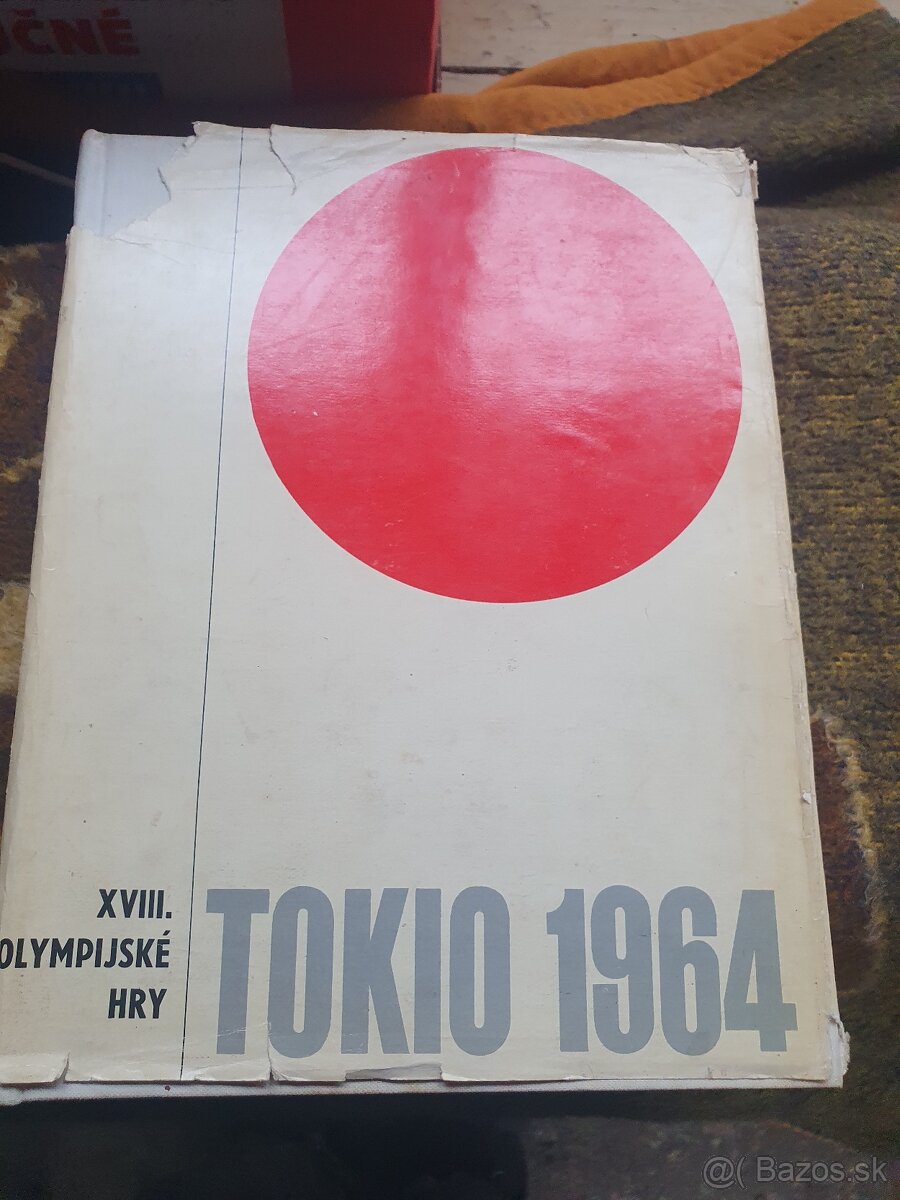 XVIII.
OLYMPIJSKÉ
HRY
TOKIO 1964
@( Bazos.sk